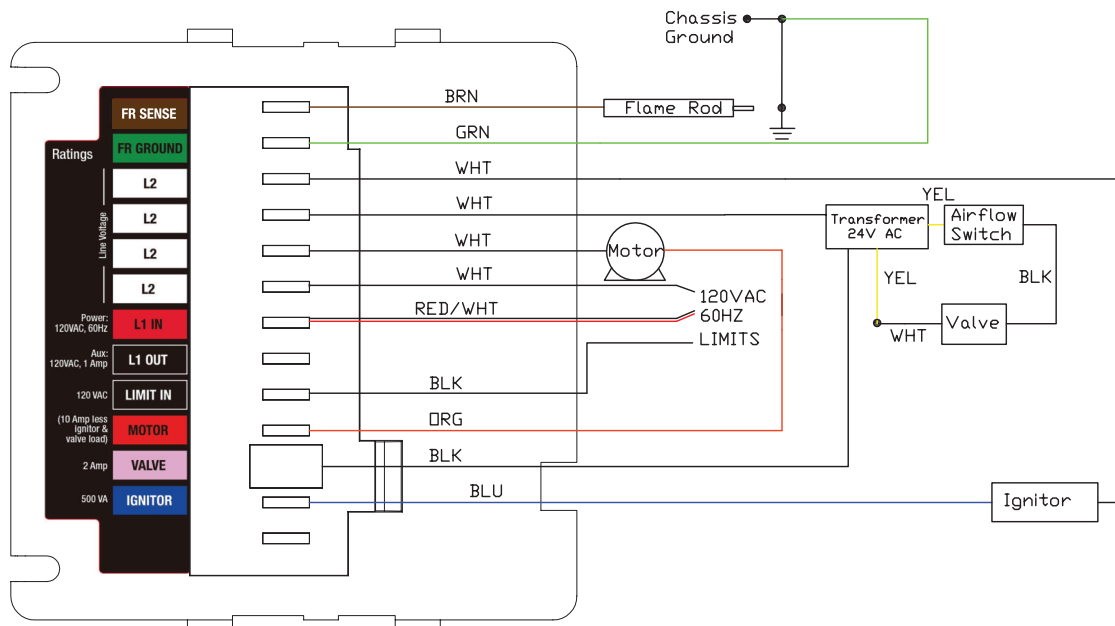 Chassis
Ground
BRN
Flame Rod
GRN
WHT
WHT
WHT
WHT
RED/WHT
BLK
ORG
BLK
BLU
Motor
120VAC
60HZ
LIMITS
YEL
Transformer
24V AC
Airflow
Switch
YEL
BLK
WHT
Valve
Ignitor
Ratings
FR SENSE
FR GROUND
Line Voltage
L2
L2
L2
L2
Power:
120VAC, 60Hz
L1 IN
Aux:
120VAC, 1 Amp
L1 OUT
120 VAC
LIMIT IN
(10 Amp less
Ignitor &
valve load)
MOTOR
2 Amp
VALVE
500 VA
IGNITOR